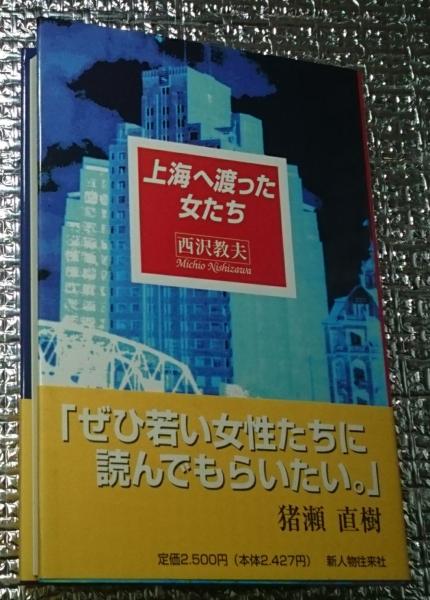 上海へ渡った
女たち
西沢教夫
Michio Nishizawa
「ぜひ若い女性たちに
読んでもらいたい。」
猪瀬 直樹
定価2.500円(本体2.427円) 新人物往来社